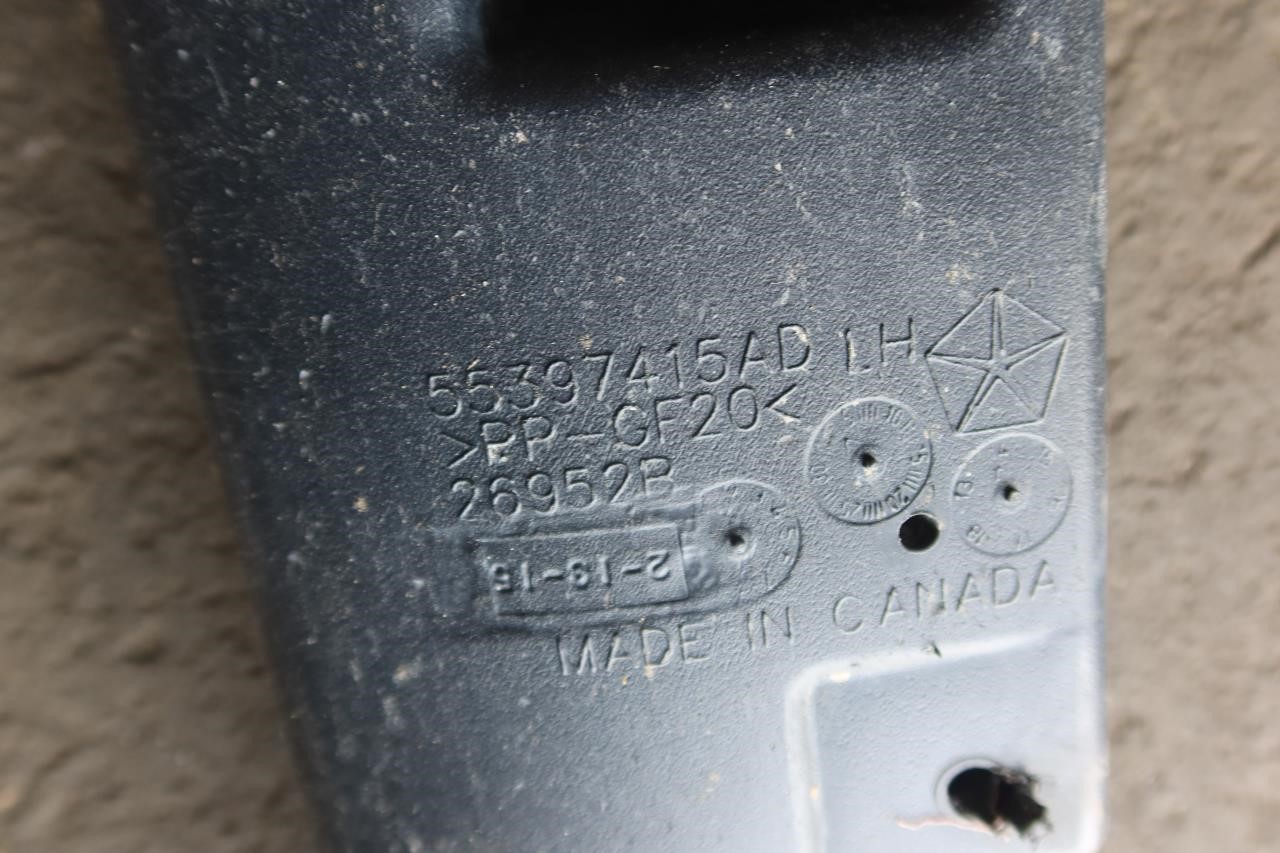 55397415AD LH
>PP-GF20<
26952B
2-13-15
MADE IN CANADA